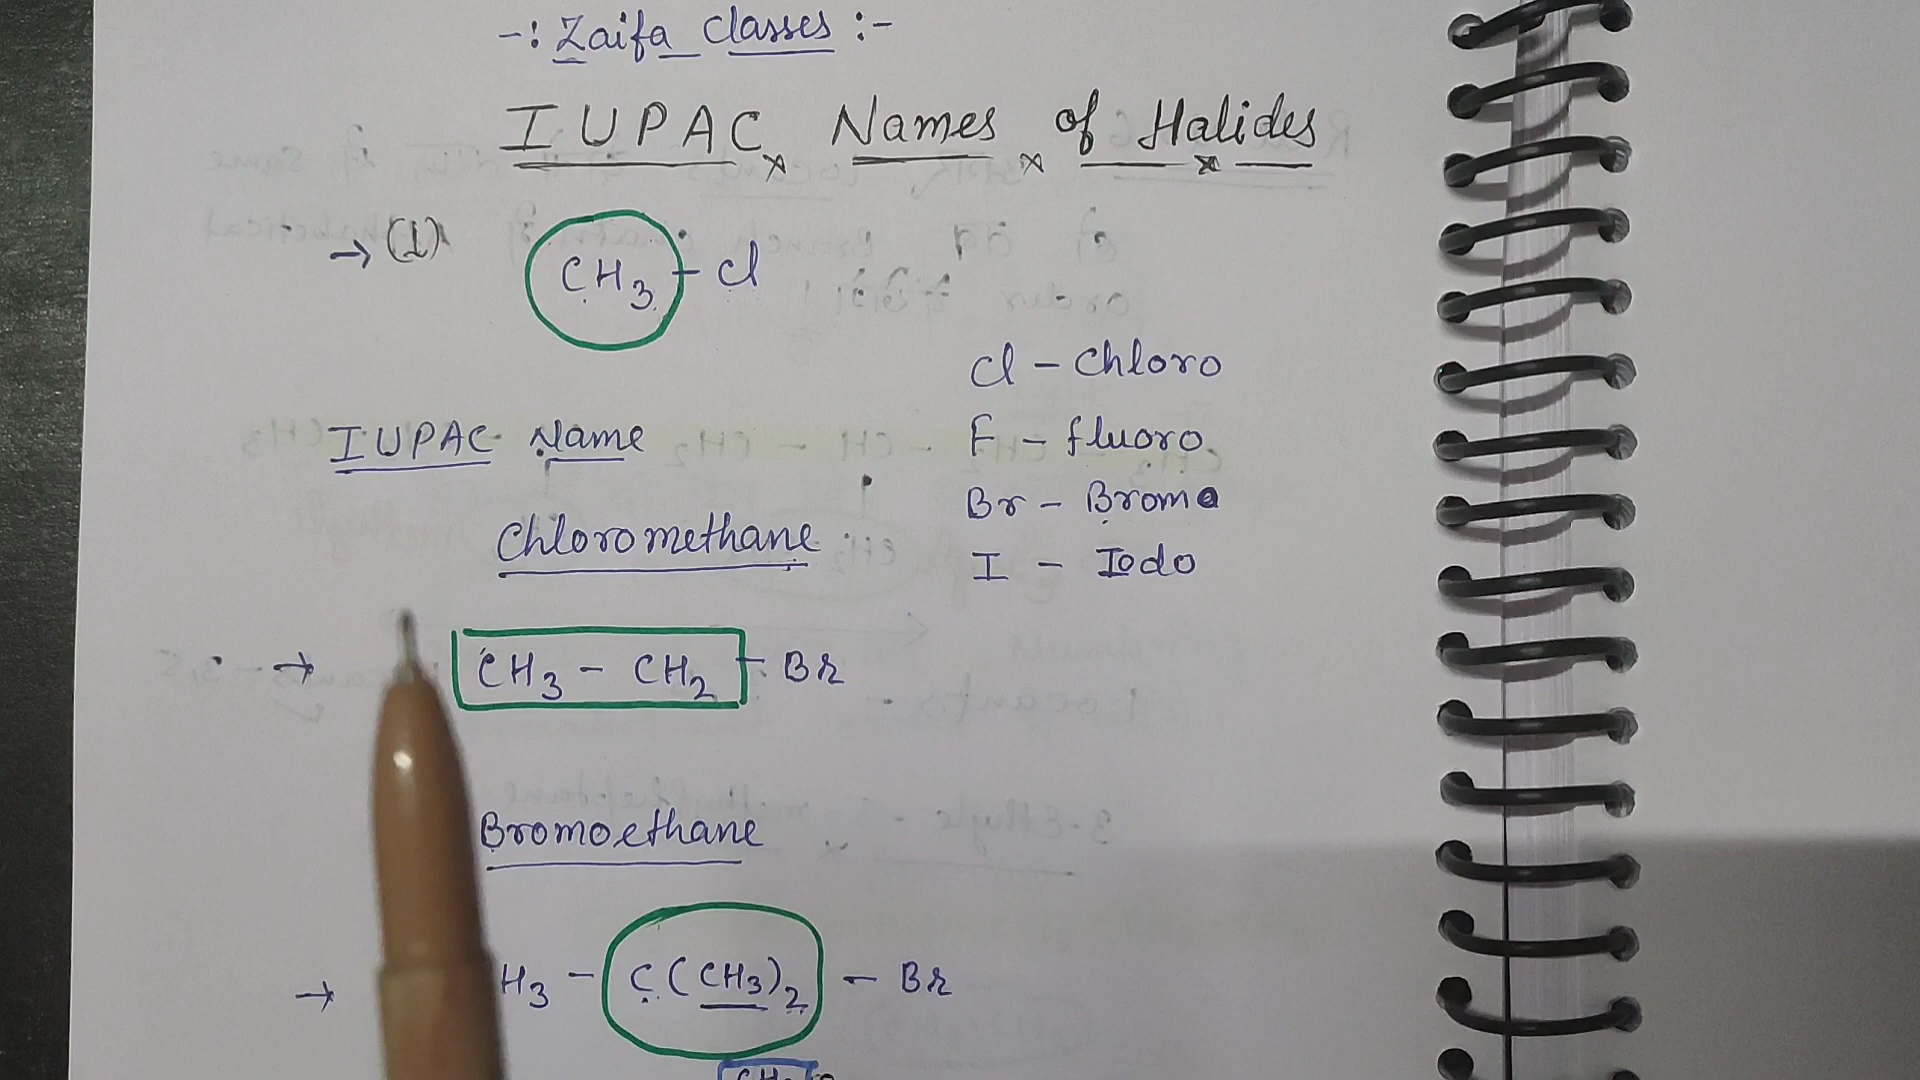 -: Zaifa Classes :-
IUPAC Names of Halides
→ (1) CH3 - Cl
Cl - Chloro
F - fluoro
Br - Bromo
I - Iodo
IUPAC Name
Chloromethane
→ CH3 - CH2 - Br
Bromoethane
→ H3 - C(CH3)2 - Br